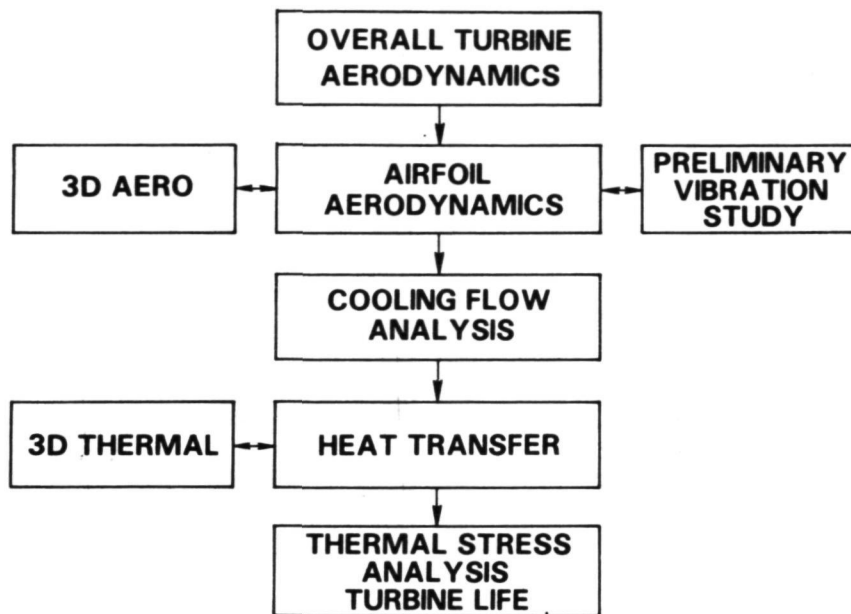 OVERALL TURBINE
AERODYNAMICS
3D AERO
AIRFOIL
AERODYNAMICS
PRELIMINARY
VIBRATION
STUDY
COOLING FLOW
ANALYSIS
3D THERMAL
HEAT TRANSFER
THERMAL STRESS
ANALYSIS
TURBINE LIFE